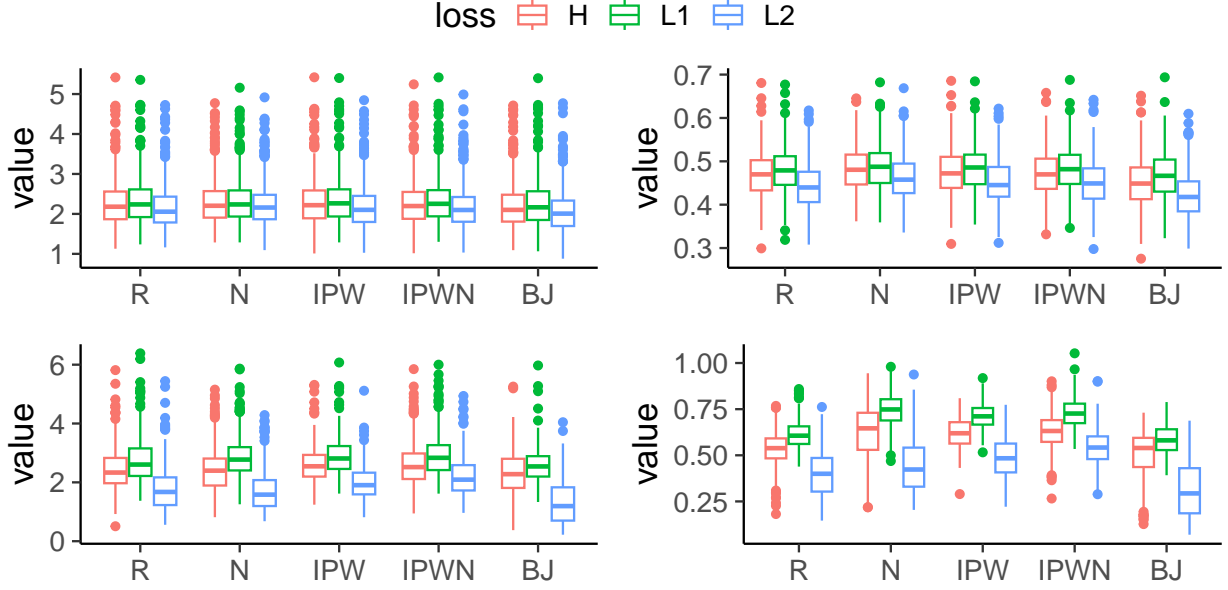 loss H L1 L2
value
5
4
3
2
1
R N IPW IPWN BJ
value
0.7
0.6
0.5
0.4
0.3
R N IPW IPWN BJ
value
6
4
2
0
R N IPW IPWN BJ
value
1.00
0.75
0.50
0.25
R N IPW IPWN BJ